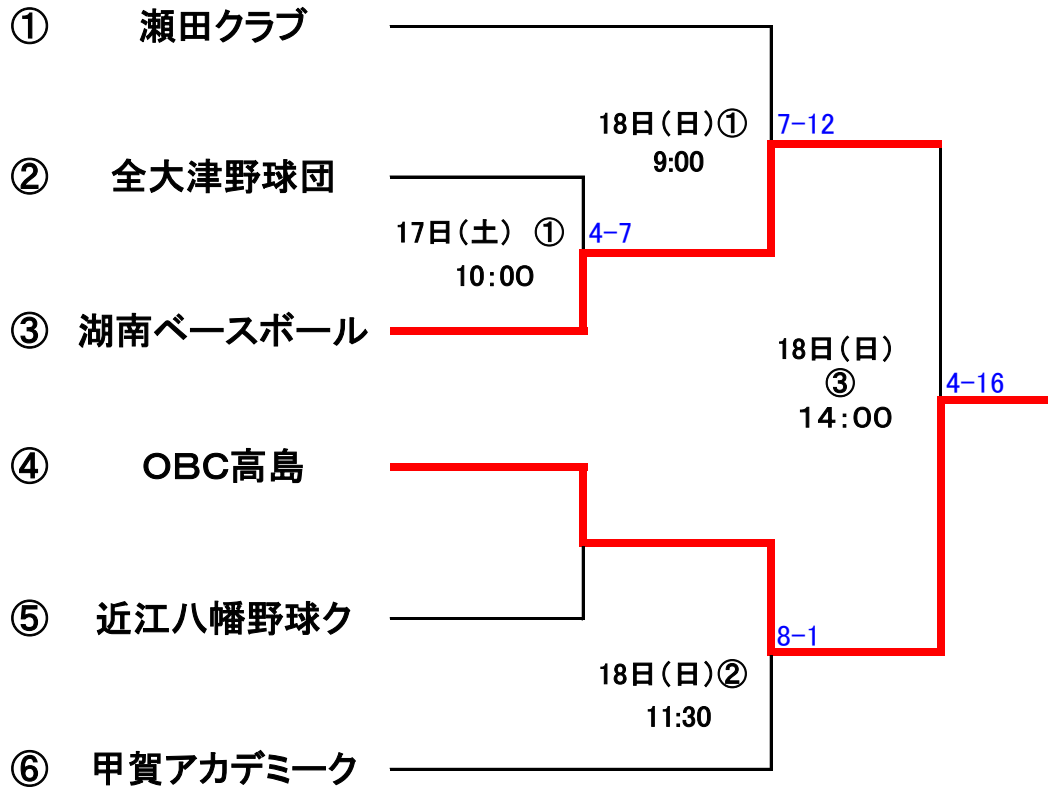 ① 瀬田クラブ
18日(日)① 7-12
9:00
② 全大津野球団
17日(土) ① 4-7
10:00
③ 湖南ベースボール
18日(日)
③ 4-16
14:00
④ OBC高島
⑤ 近江八幡野球ク
8-1
18日(日)②
11:30
⑥ 甲賀アカデミーク